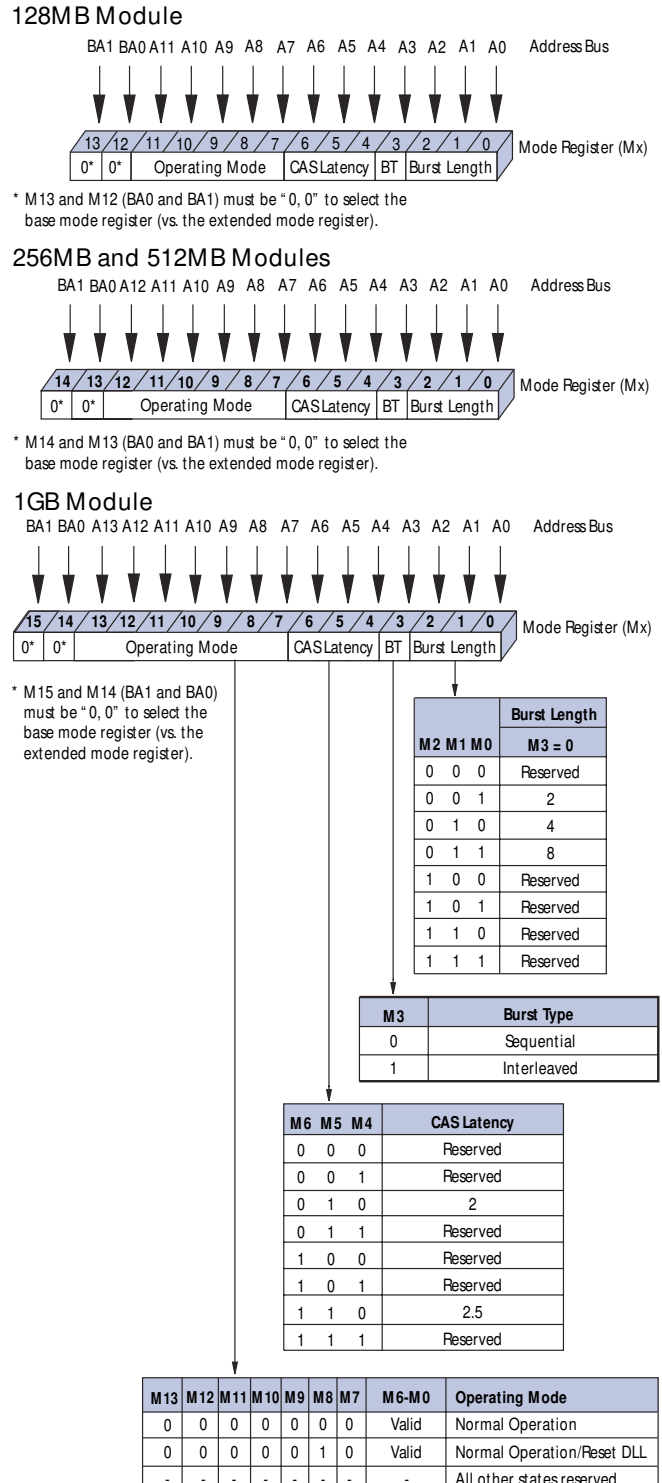 128MB Module
BA1 BA0 A11 A10 A9 A8 A7 A6 A5 A4 A3 A2 A1 A0 Address Bus
13 12 11 10 9 8 7 6 5 4 3 2 1 0 Mode Register (Mx)
0* 0* Operating Mode CAS Latency BT Burst Length
* M13 and M12 (BA0 and BA1) must be “0, 0” to select the
base mode register (vs. the extended mode register).
256MB and 512MB Modules
BA1 BA0 A12 A11 A10 A9 A8 A7 A6 A5 A4 A3 A2 A1 A0 Address Bus
14 13 12 11 10 9 8 7 6 5 4 3 2 1 0 Mode Register (Mx)
0* 0* Operating Mode CAS Latency BT Burst Length
* M14 and M13 (BA0 and BA1) must be “0, 0” to select the
base mode register (vs. the extended mode register).
1GB Module
BA1 BA0 A13 A12 A11 A10 A9 A8 A7 A6 A5 A4 A3 A2 A1 A0 Address Bus
15 14 13 12 11 10 9 8 7 6 5 4 3 2 1 0 Mode Register (Mx)
0* 0* Operating Mode CAS Latency BT Burst Length
* M15 and M14 (BA1 and BA0)
must be “0, 0” to select the
base mode register (vs. the
extended mode register).
Burst Length
M2 M1 M0 M3 = 0
0 0 0 Reserved
0 0 1 2
0 1 0 4
0 1 1 8
1 0 0 Reserved
1 0 1 Reserved
1 1 0 Reserved
1 1 1 Reserved
M3 Burst Type
0 Sequential
1 Interleaved
M6 M5 M4 CAS Latency
0 0 0 Reserved
0 0 1 Reserved
0 1 0 2
0 1 1 Reserved
1 0 0 Reserved
1 0 1 Reserved
1 1 0 2.5
1 1 1 Reserved
M13 M12 M11 M10 M9 M8 M7 M6-M0 Operating Mode
0 0 0 0 0 0 0 Valid Normal Operation
0 0 0 0 0 1 0 Valid Normal Operation/Reset DLL
- - - - - - - - All other states reserved